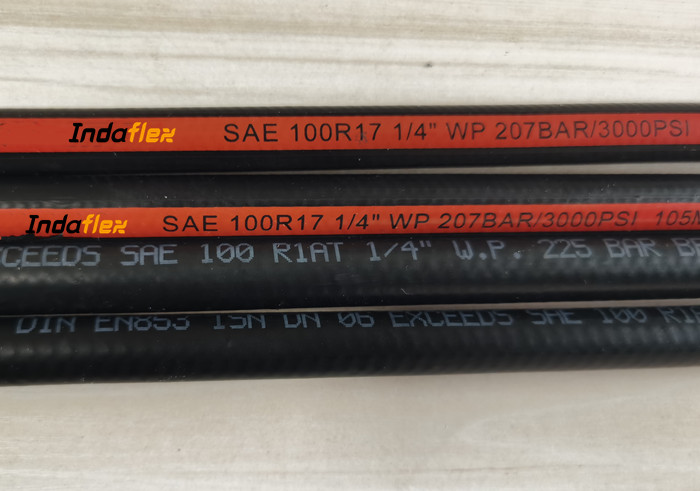 Indaflex SAE 100R17 1/4" WP 207BAR/3000PSI
Indaflex SAE 100R17 1/4" WP 207BAR/3000PSI
EXCEEDS SAE 100 R1AT 1/4" W.P. 225 BAR
DIN EN853 1SN DN 06 EXCEEDS SAE 100